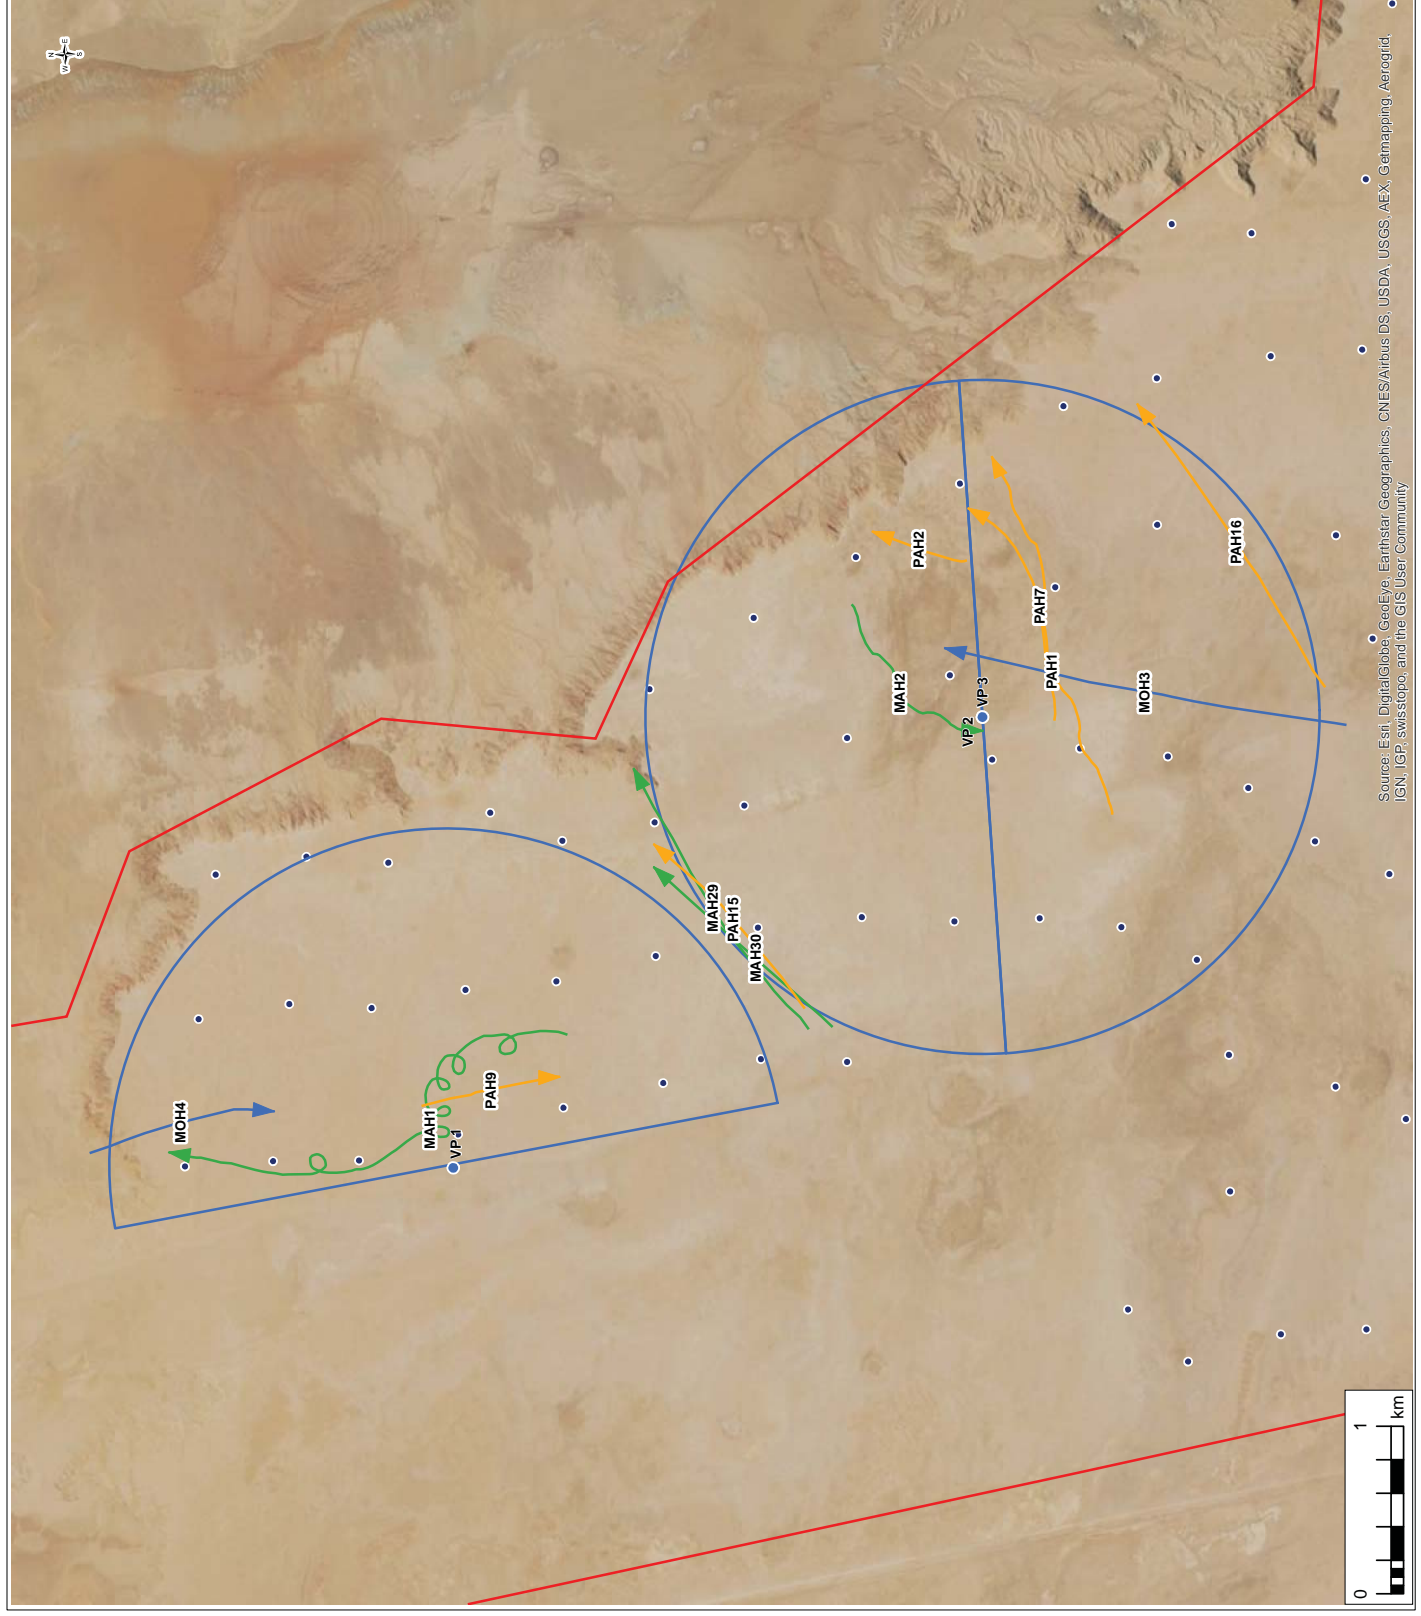 N
E
S
W
MOH4
MAH1
PAH9
VP 1
MAH29
PAH15
MAH30
PAH2
MAH2
VP 2
VP 3
PAH7
PAH1
MOH3
PAH16
Source: Esri, DigitalGlobe, GeoEye, Earthstar Geographics, CNES/Airbus DS, USDA, USGS, AEX, Getmapping, Aerogrid,
IGN, IGP, swisstopo, and the GIS User Community
0
1
km